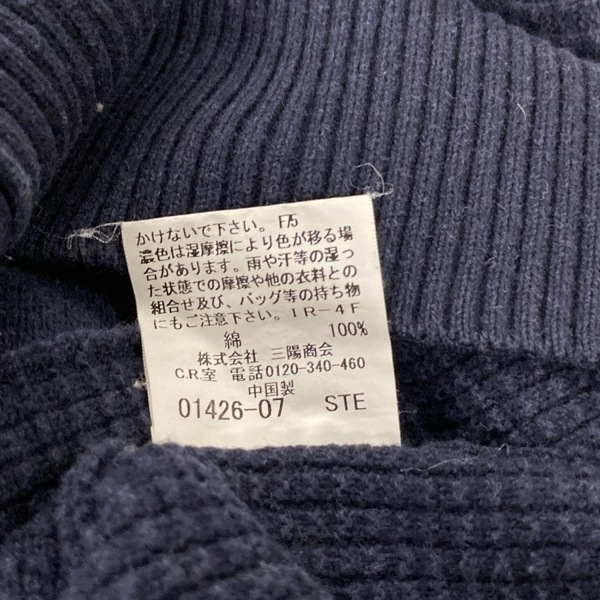 かけないで下さい。F75
濃色は湿摩擦により色が移る場
合があります。雨や汗等の湿っ
た状態での摩擦や他の衣料との
組合せ及び、バッグ等の持ち物
にもご注意下さい。IR-4F
綿 100%
株式会社 三陽商会
C.R.室 電話0120-340-460
中国製
01426-07 STE